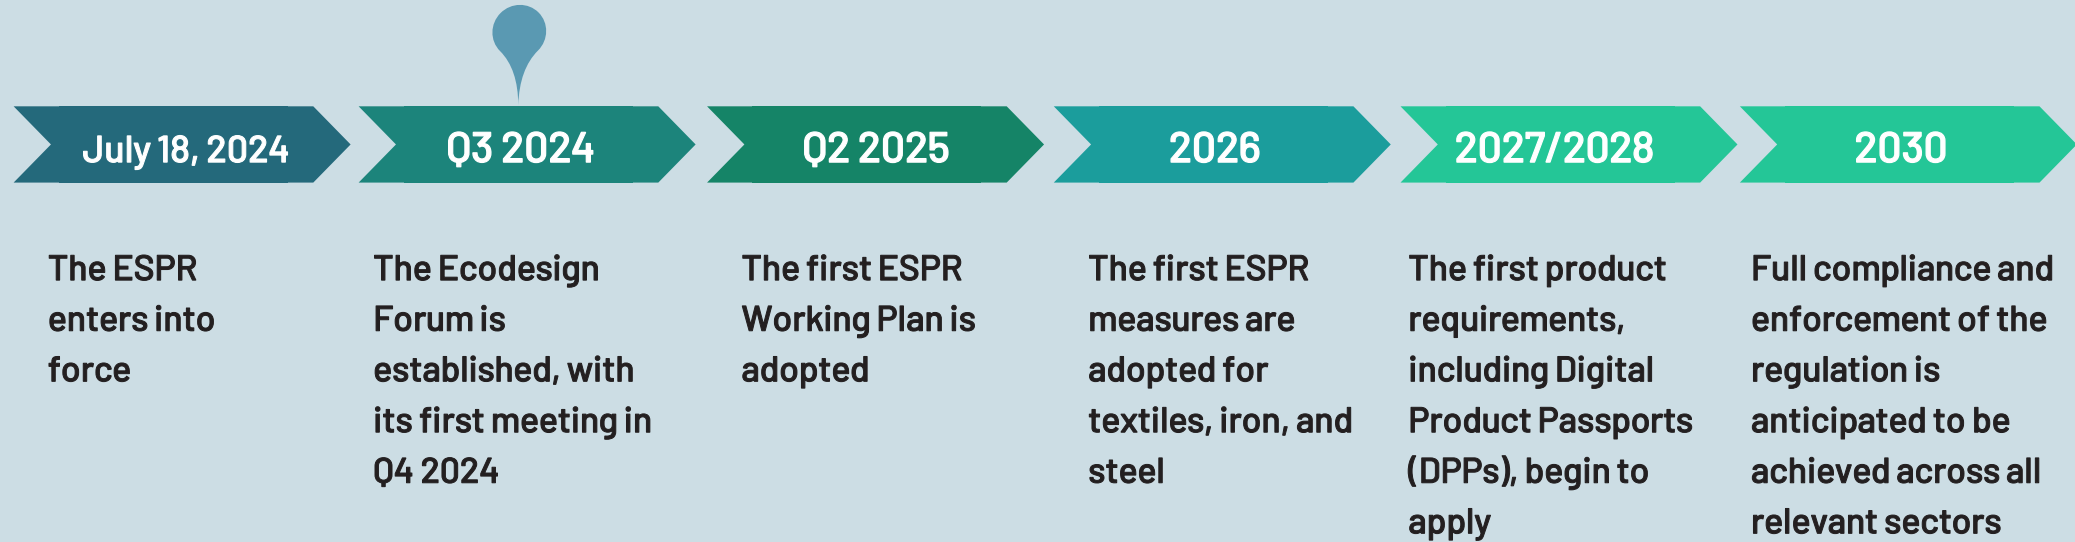 July 18, 2024
Q3 2024
Q2 2025
2026
2027/2028
2030
The ESPR
enters into
force
The Ecodesign
Forum is
established, with
its first meeting in
Q4 2024
The first ESPR
Working Plan is
adopted
The first ESPR
measures are
adopted for
textiles, iron, and
steel
The first product
requirements,
including Digital
Product Passports
(DPPs), begin to
apply
Full compliance and
enforcement of the
regulation is
anticipated to be
achieved across all
relevant sectors